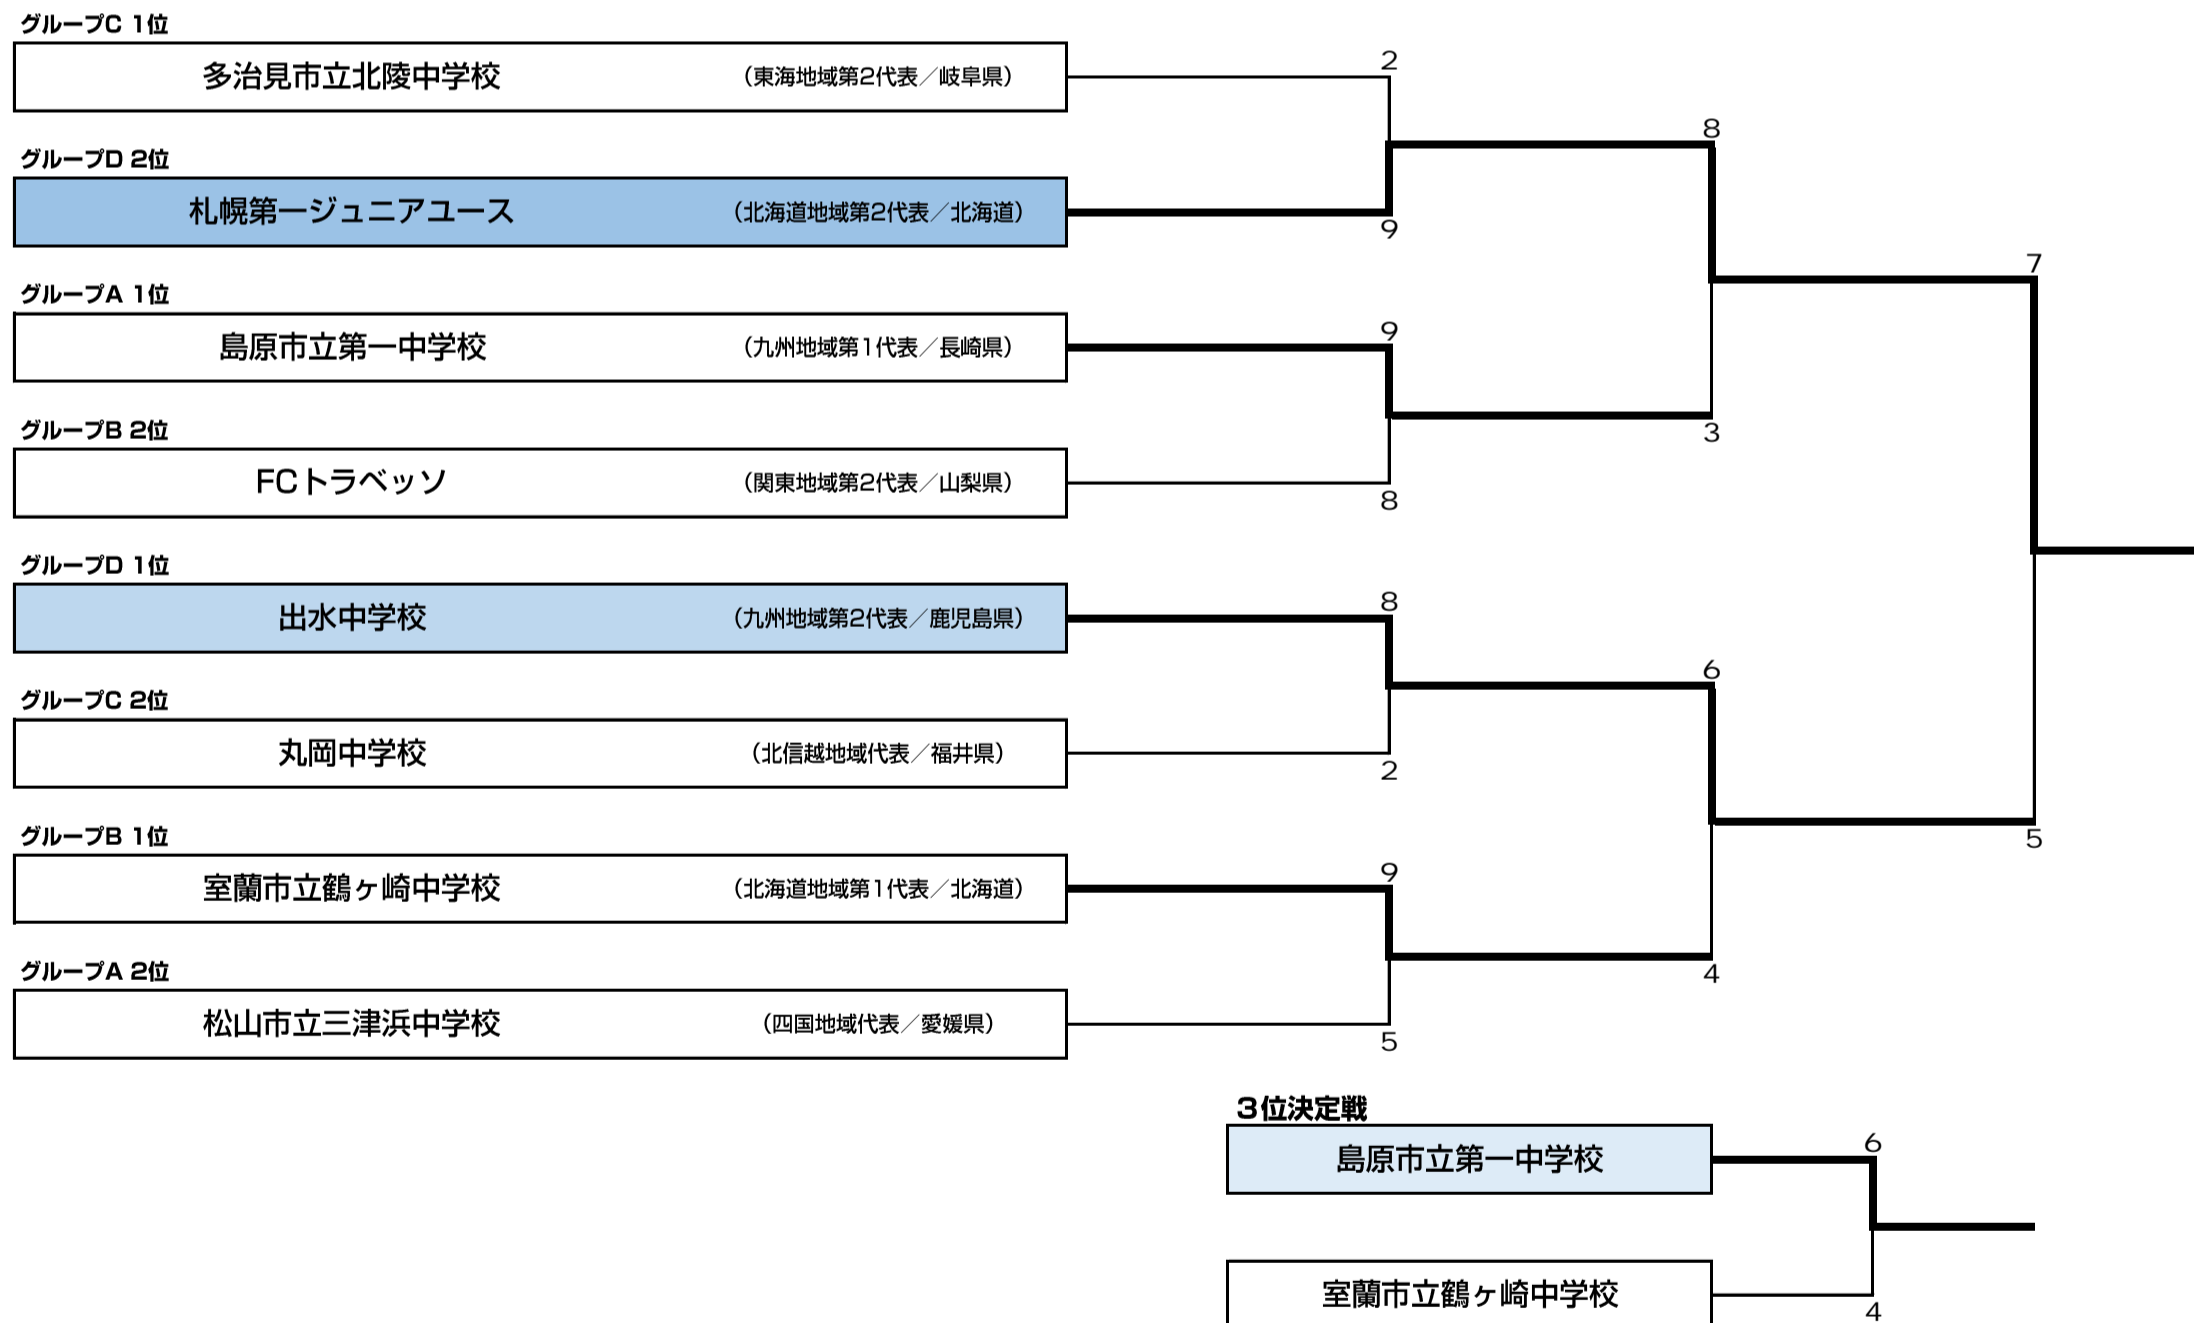 グループC 1位
多治見市立北陵中学校 （東海地域第2代表／岐阜県）
2
8
グループD 2位
札幌第一ジュニアユース （北海道地域第2代表／北海道）
9
7
グループA 1位
島原市立第一中学校 （九州地域第1代表／長崎県）
9
3
グループB 2位
FCトラベッソ （関東地域第2代表／山梨県）
8
グループD 1位
出水中学校 （九州地域第2代表／鹿児島県）
8
6
グループC 2位
丸岡中学校 （北信越地域代表／福井県）
2
5
グループB 1位
室蘭市立鶴ヶ崎中学校 （北海道地域第1代表／北海道）
9
4
グループA 2位
松山市立三津浜中学校 （四国地域代表／愛媛県）
5
３位決定戦
島原市立第一中学校
6
室蘭市立鶴ヶ崎中学校
4